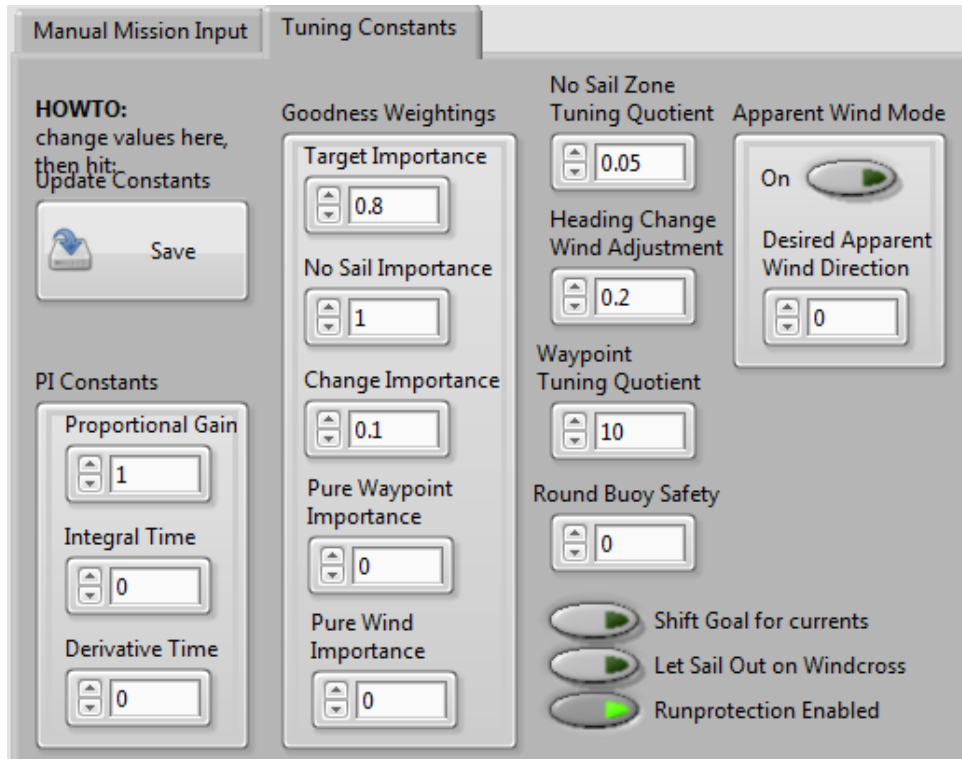 Manual Mission Input
Tuning Constants
HOWTO:
change values here,
then hit:
Update Constants
Save
PI Constants
Proportional Gain
1
Integral Time
0
Derivative Time
0
Goodness Weightings
Target Importance
0.8
No Sail Importance
1
Change Importance
0.1
Pure Waypoint
Importance
0
Pure Wind
Importance
0
No Sail Zone
Tuning Quotient
0.05
Heading Change
Wind Adjustment
0.2
Waypoint
Tuning Quotient
10
Round Buoy Safety
0
Shift Goal for currents
Let Sail Out on Windcross
Runprotection Enabled
Apparent Wind Mode
On
Desired Apparent
Wind Direction
0